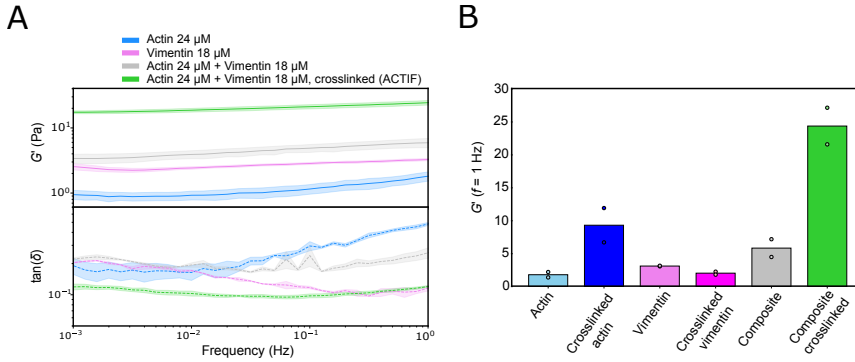 A
Actin 24 μM
Vimentin 18 μM
Actin 24 μM + Vimentin 18 μM
Actin 24 μM + Vimentin 18 μM, crosslinked (ACTIF)
G' (Pa)
10¹
10⁰
tan(δ)
10⁻¹
10⁻³
10⁻²
10⁻¹
10⁰
Frequency (Hz)
B
G' (f = 1 Hz)
30
25
20
15
10
5
0
Actin
Crosslinked
actin
Vimentin
Crosslinked
vimentin
Composite
Composite
crosslinked